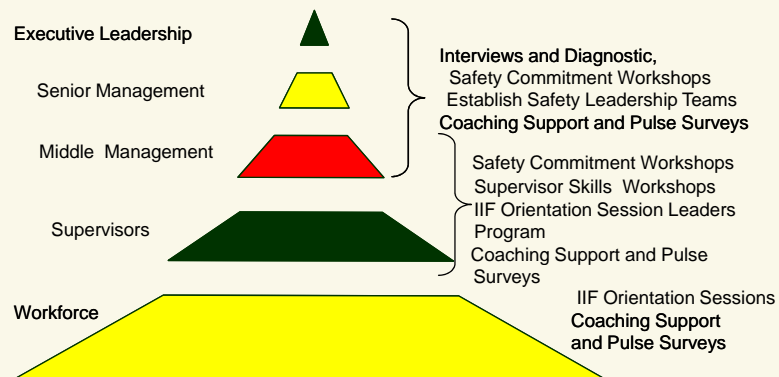 Executive Leadership
Senior Management
Middle Management
Supervisors
Workforce
Interviews and Diagnostic,
Safety Commitment Workshops
Establish Safety Leadership Teams
Coaching Support and Pulse Surveys
Safety Commitment Workshops
Supervisor Skills Workshops
IIF Orientation Session Leaders
Program
Coaching Support and Pulse
Surveys
IIF Orientation Sessions
Coaching Support
and Pulse Surveys